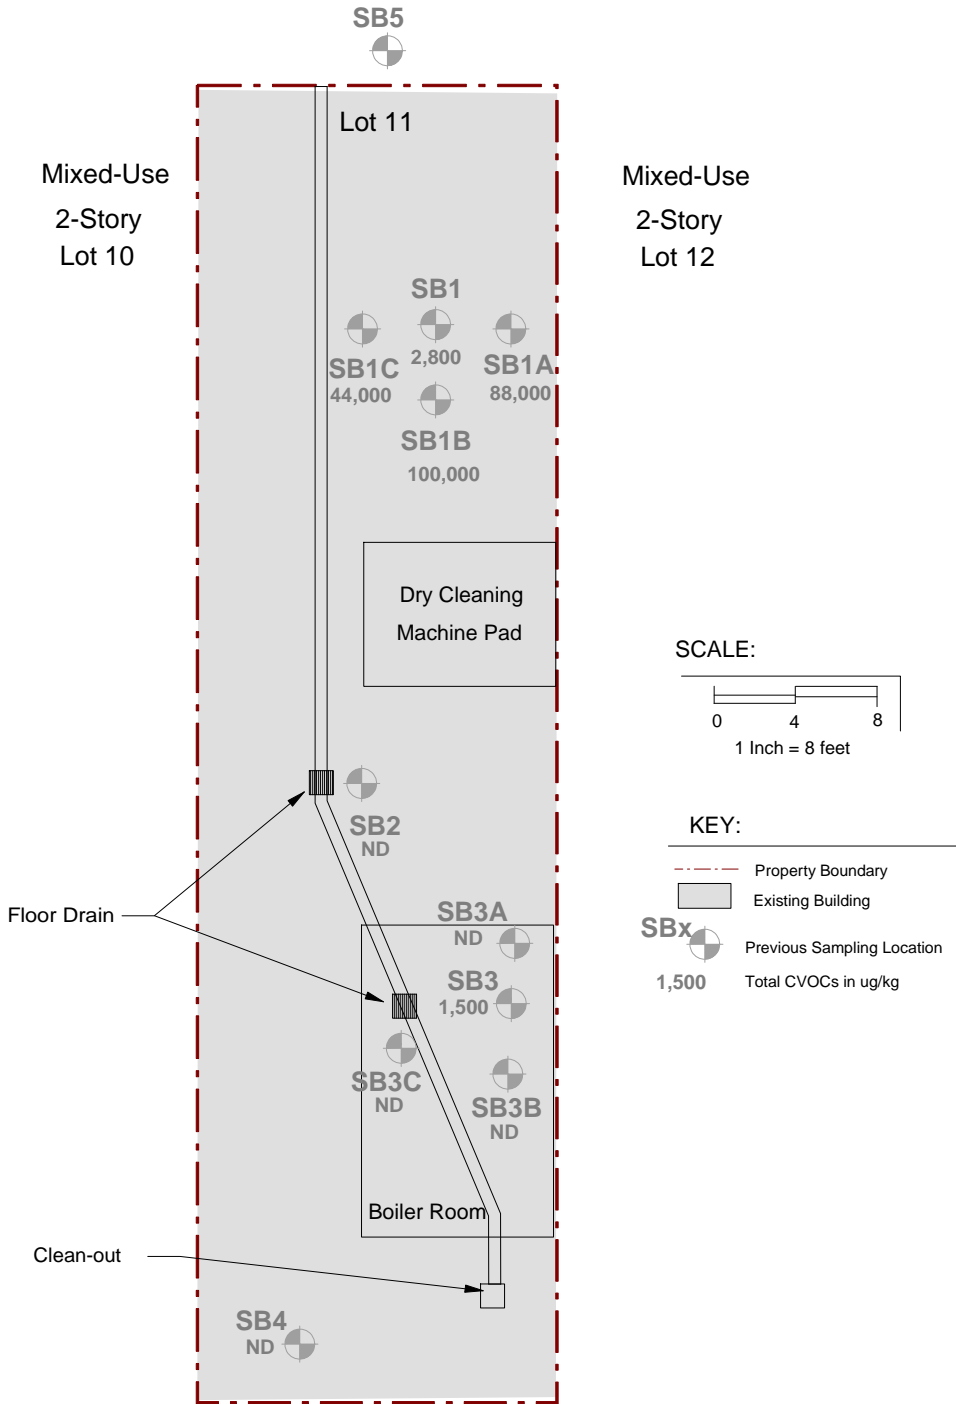 SB5
Lot 11
Mixed-Use
2-Story
Lot 10
Mixed-Use
2-Story
Lot 12
SB1
2,800
SB1C
44,000
SB1A
88,000
SB1B
100,000
Dry Cleaning
Machine Pad
SCALE:
0 4 8
1 Inch = 8 feet
SB2
ND
KEY:
Property Boundary
Existing Building
SBx
Previous Sampling Location
1,500
Total CVOCs in ug/kg
Floor Drain
SB3A
ND
SB3
1,500
SB3C
ND
SB3B
ND
Boiler Room
Clean-out
SB4
ND